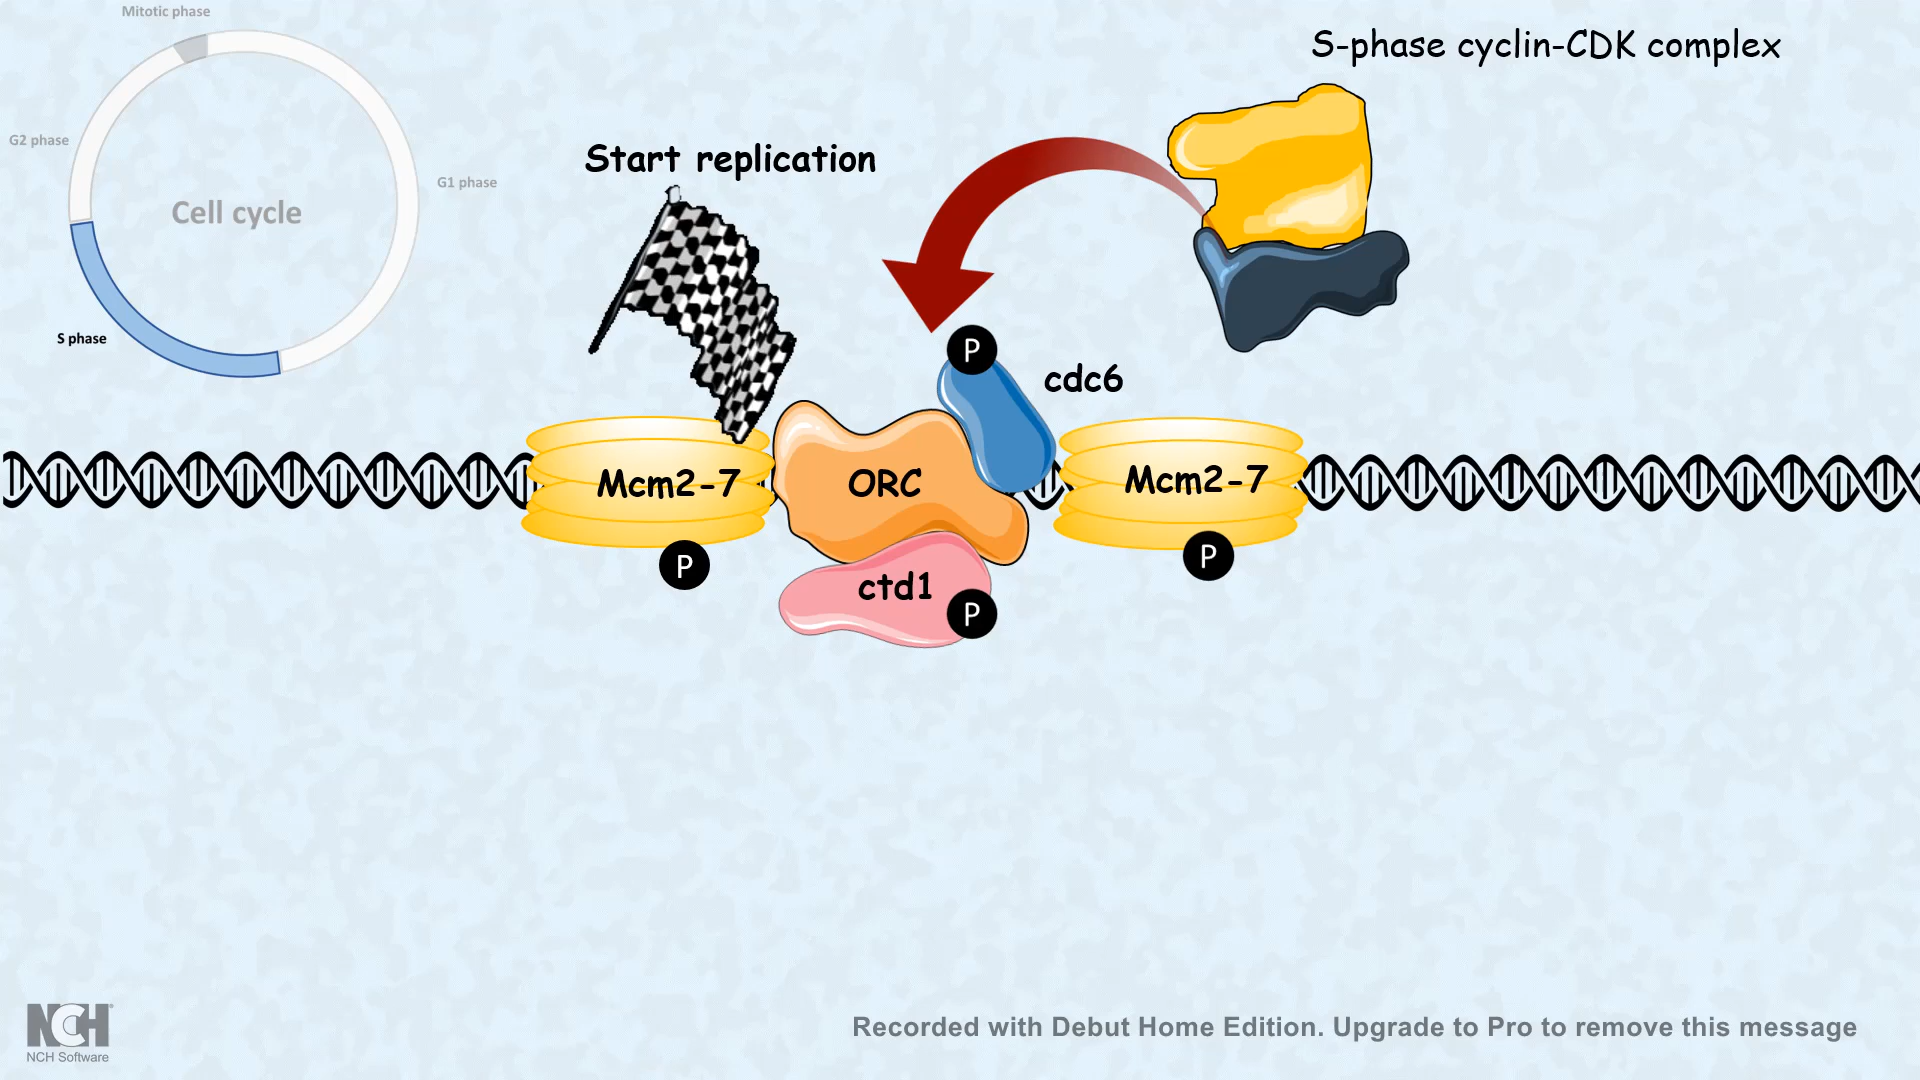 Mitotic phase
S-phase cyclin-CDK complex
G2 phase
Start replication
G1 phase
Cell cycle
S phase
P
cdc6
Mcm2-7
ORC
Mcm2-7
P
P
ctd1
P
NCH
NCH Software
Recorded with Debut Home Edition. Upgrade to Pro to remove this message